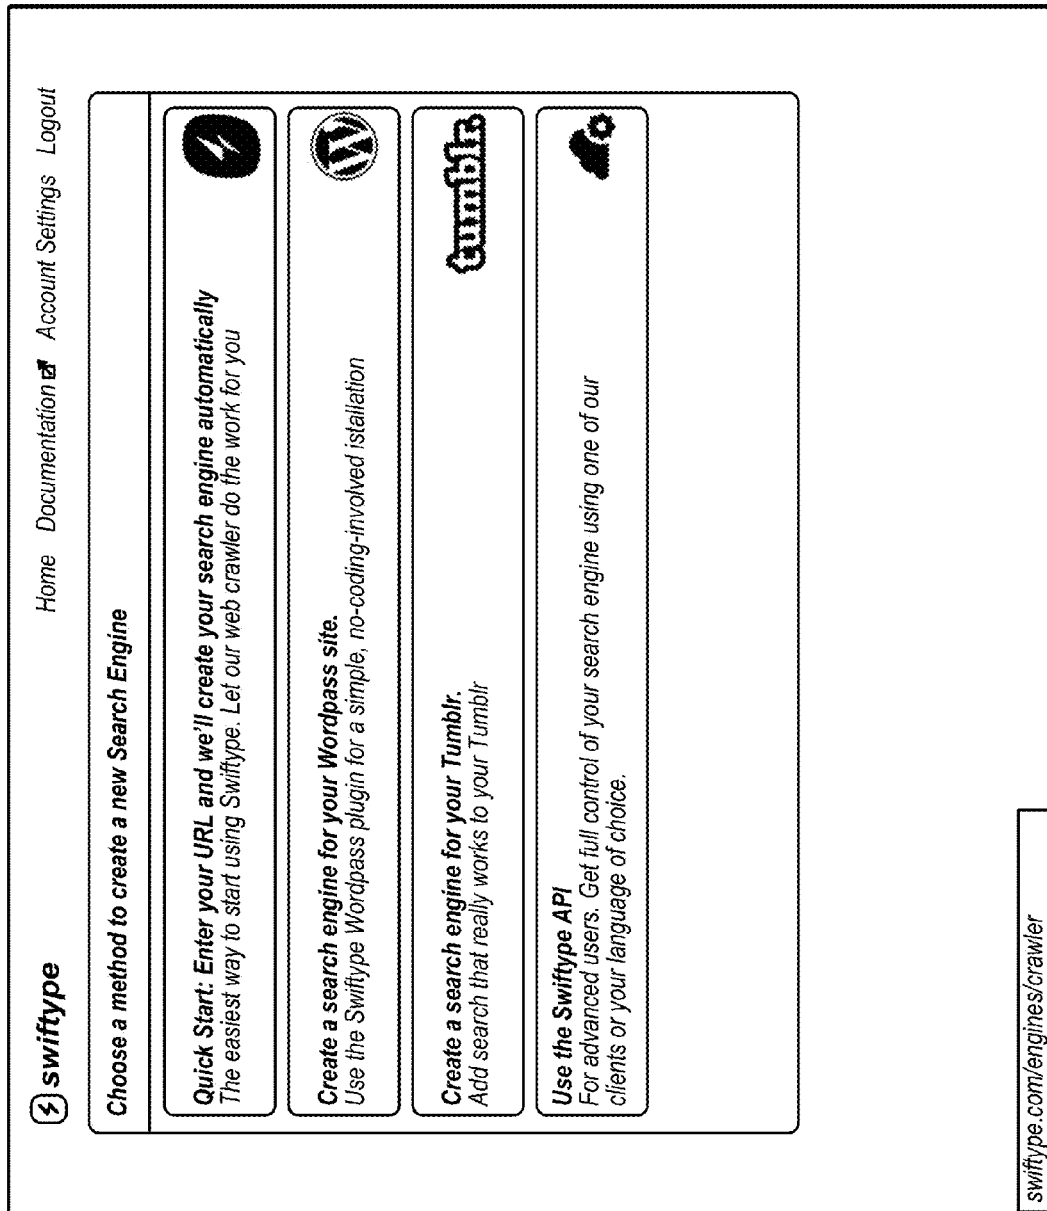 swiftype
Home Documentation Account Settings Logout
Choose a method to create a new Search Engine
Quick Start: Enter your URL and we'll create your search engine automatically
The easiest way to start using Swiftype. Let our web crawler do the work for you
Create a search engine for your Wordpass site.
Use the Swiftype Wordpass plugin for a simple, no-coding-involved istallation
W
Create a search engine for your Tumblr.
Add search that really works to your Tumblr
tumblr.
Use the Swiftype API
For advanced users. Get full control of your search engine using one of our
clients or your language of choice.
swiftype.com/engines/crawler